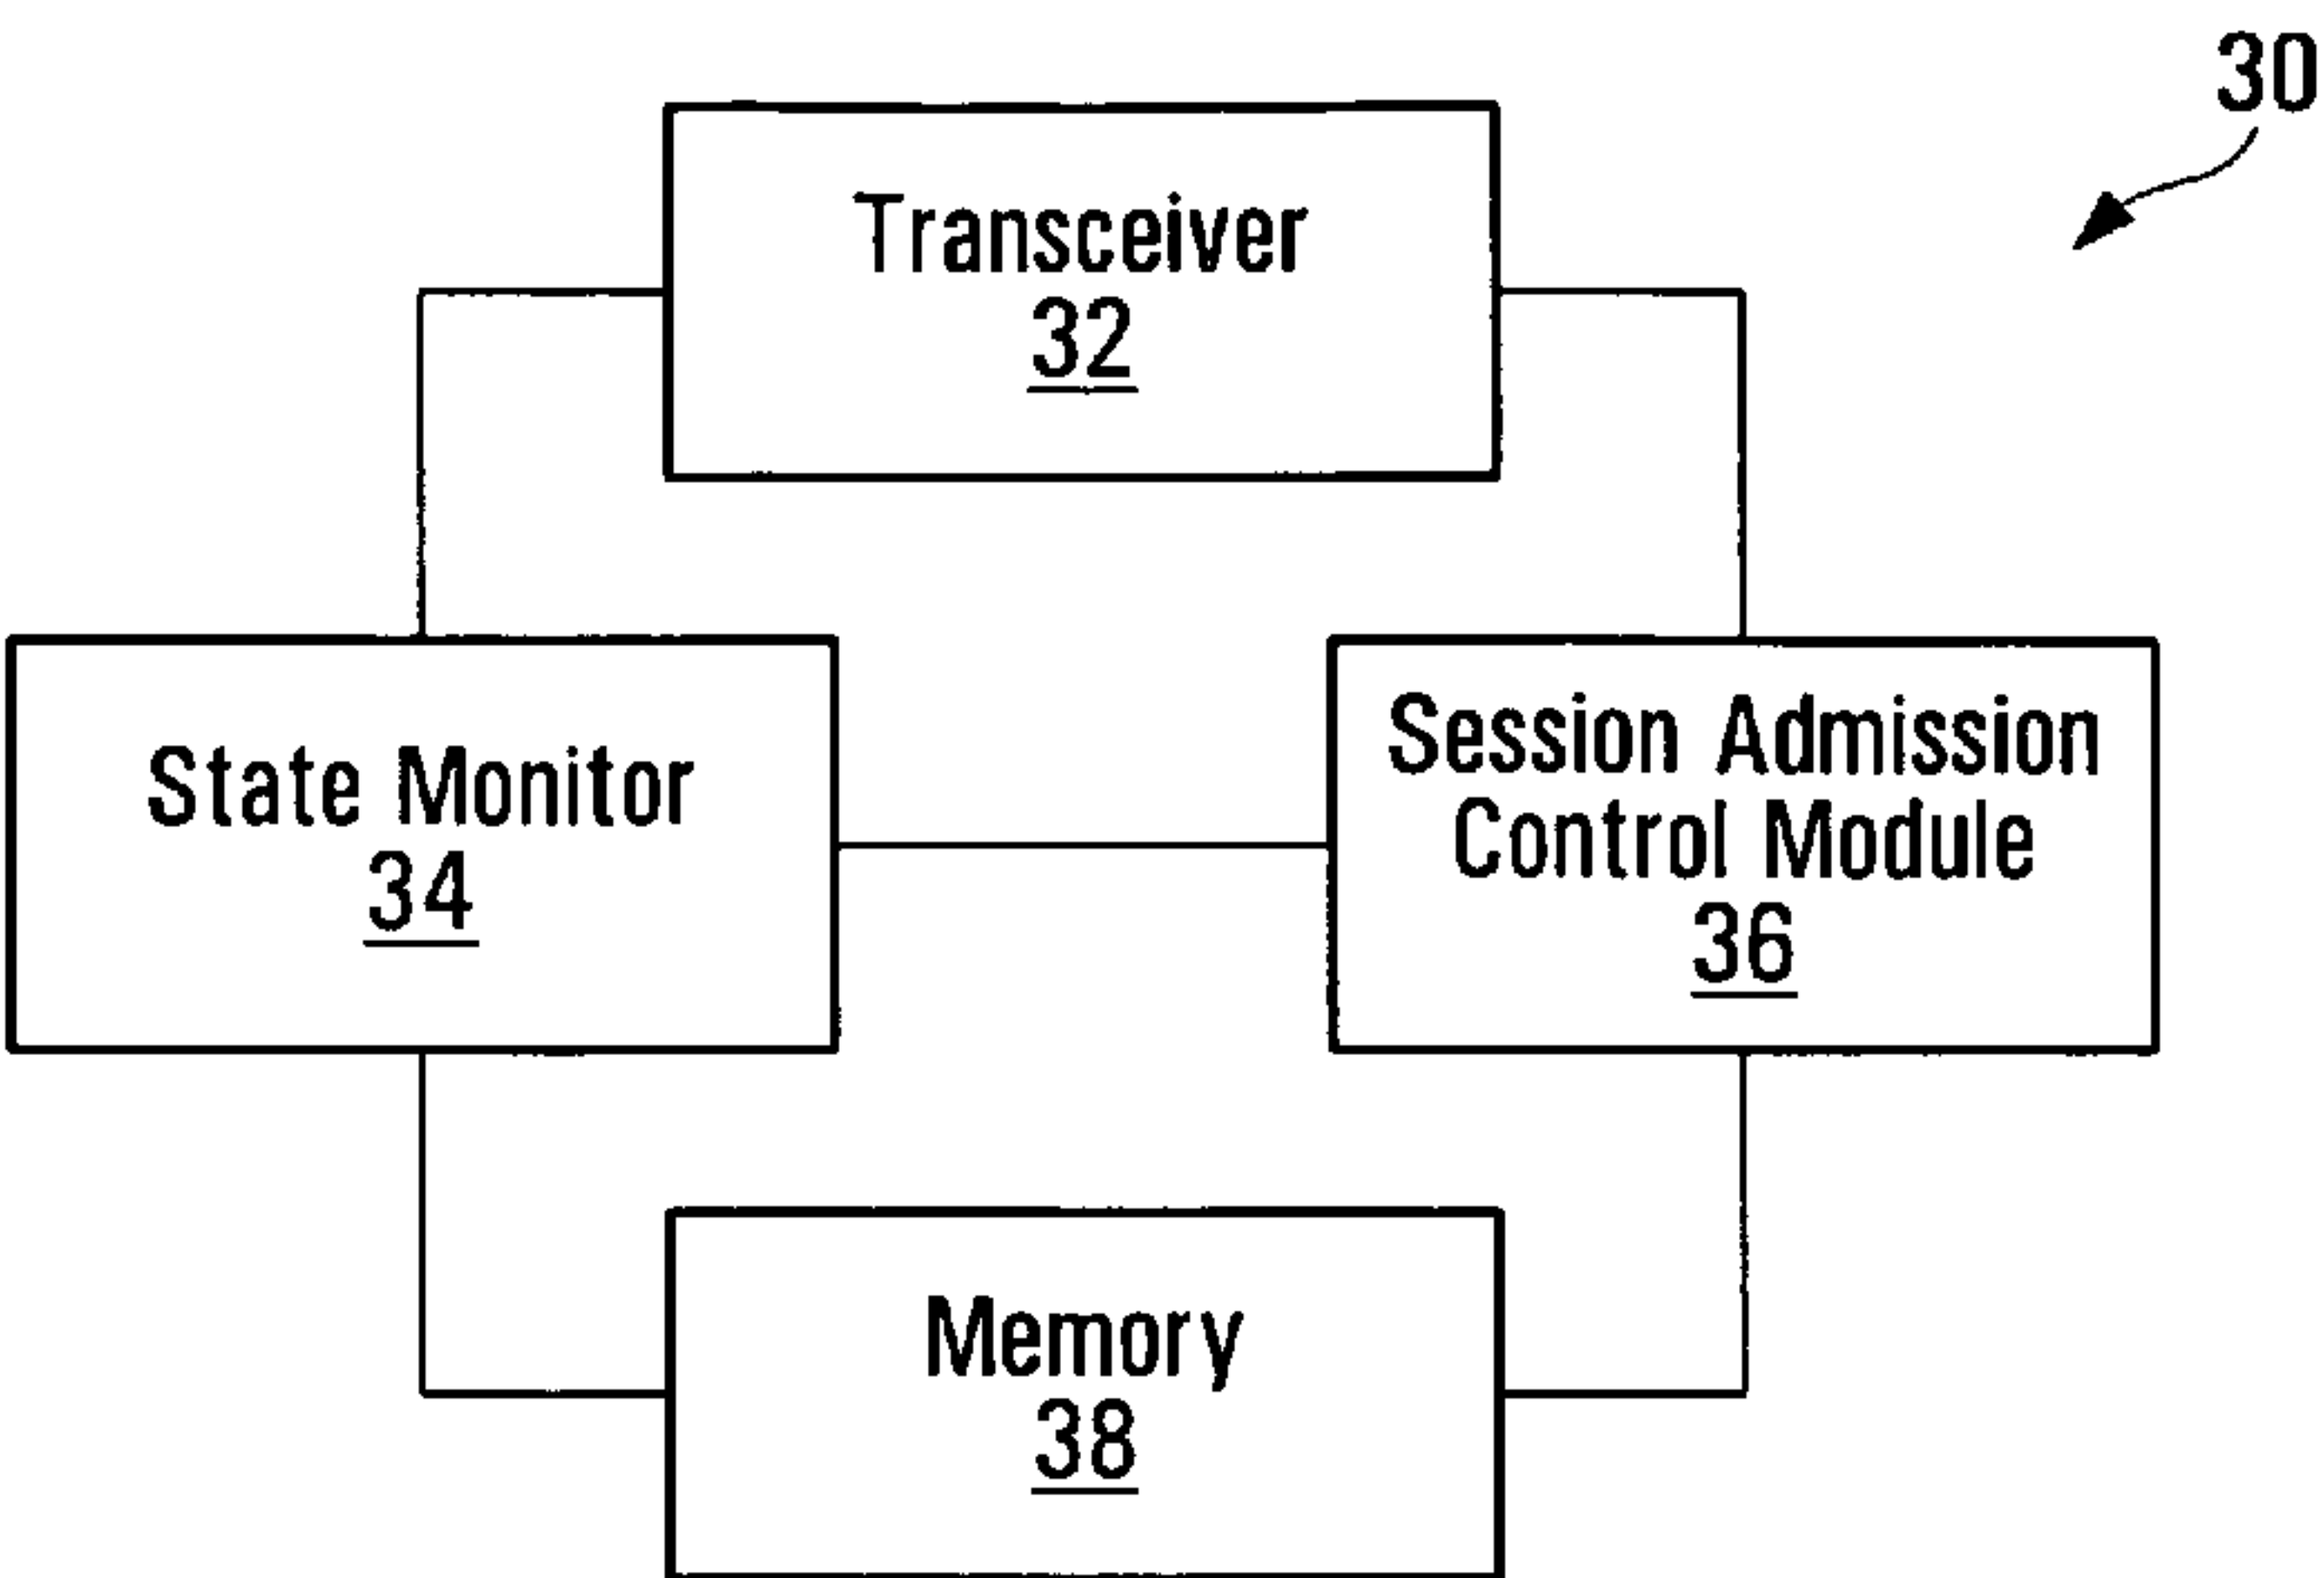 30
Transceiver
32
State Monitor
34
Session Admission
Control Module
36
Memory
38